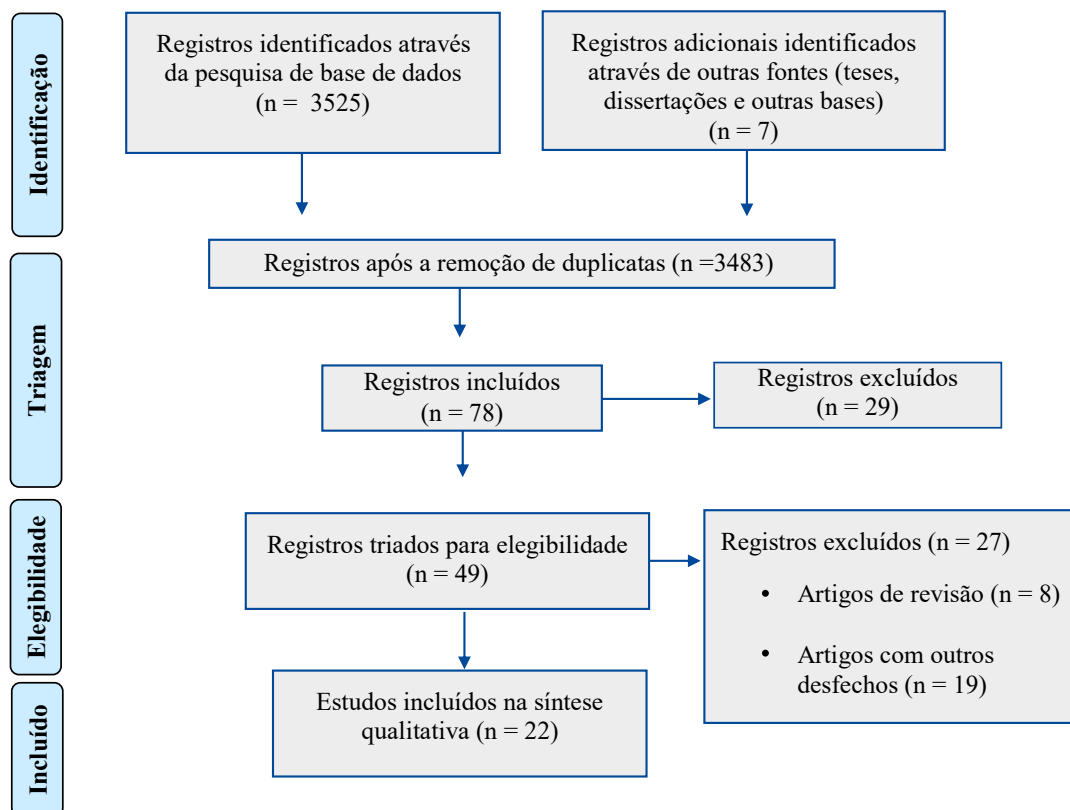 Identificação
Registros identificados através
da pesquisa de base de dados
(n = 3525)
Registros adicionais identificados
através de outras fontes (teses,
dissertações e outras bases)
(n = 7)
Triagem
Registros após a remoção de duplicatas (n =3483)
Registros incluídos
(n = 78)
Registros excluídos
(n = 29)
Elegibilidade
Registros triados para elegibilidade
(n = 49)
Registros excluídos (n = 27)
• Artigos de revisão (n = 8)
• Artigos com outros
desfechos (n = 19)
Incluído
Estudos incluídos na síntese
qualitativa (n = 22)